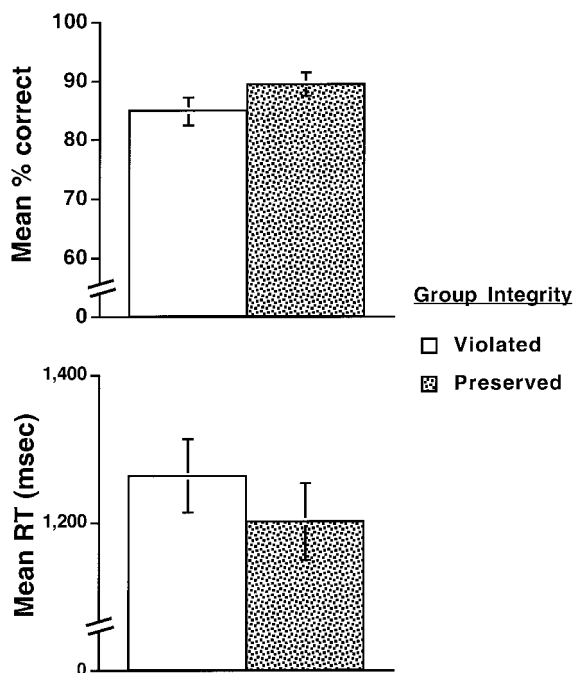 Mean % correct
100
90
80
70
60
0
Group Integrity
Violated
Preserved
Mean RT (msec)
1,400
1,200
0